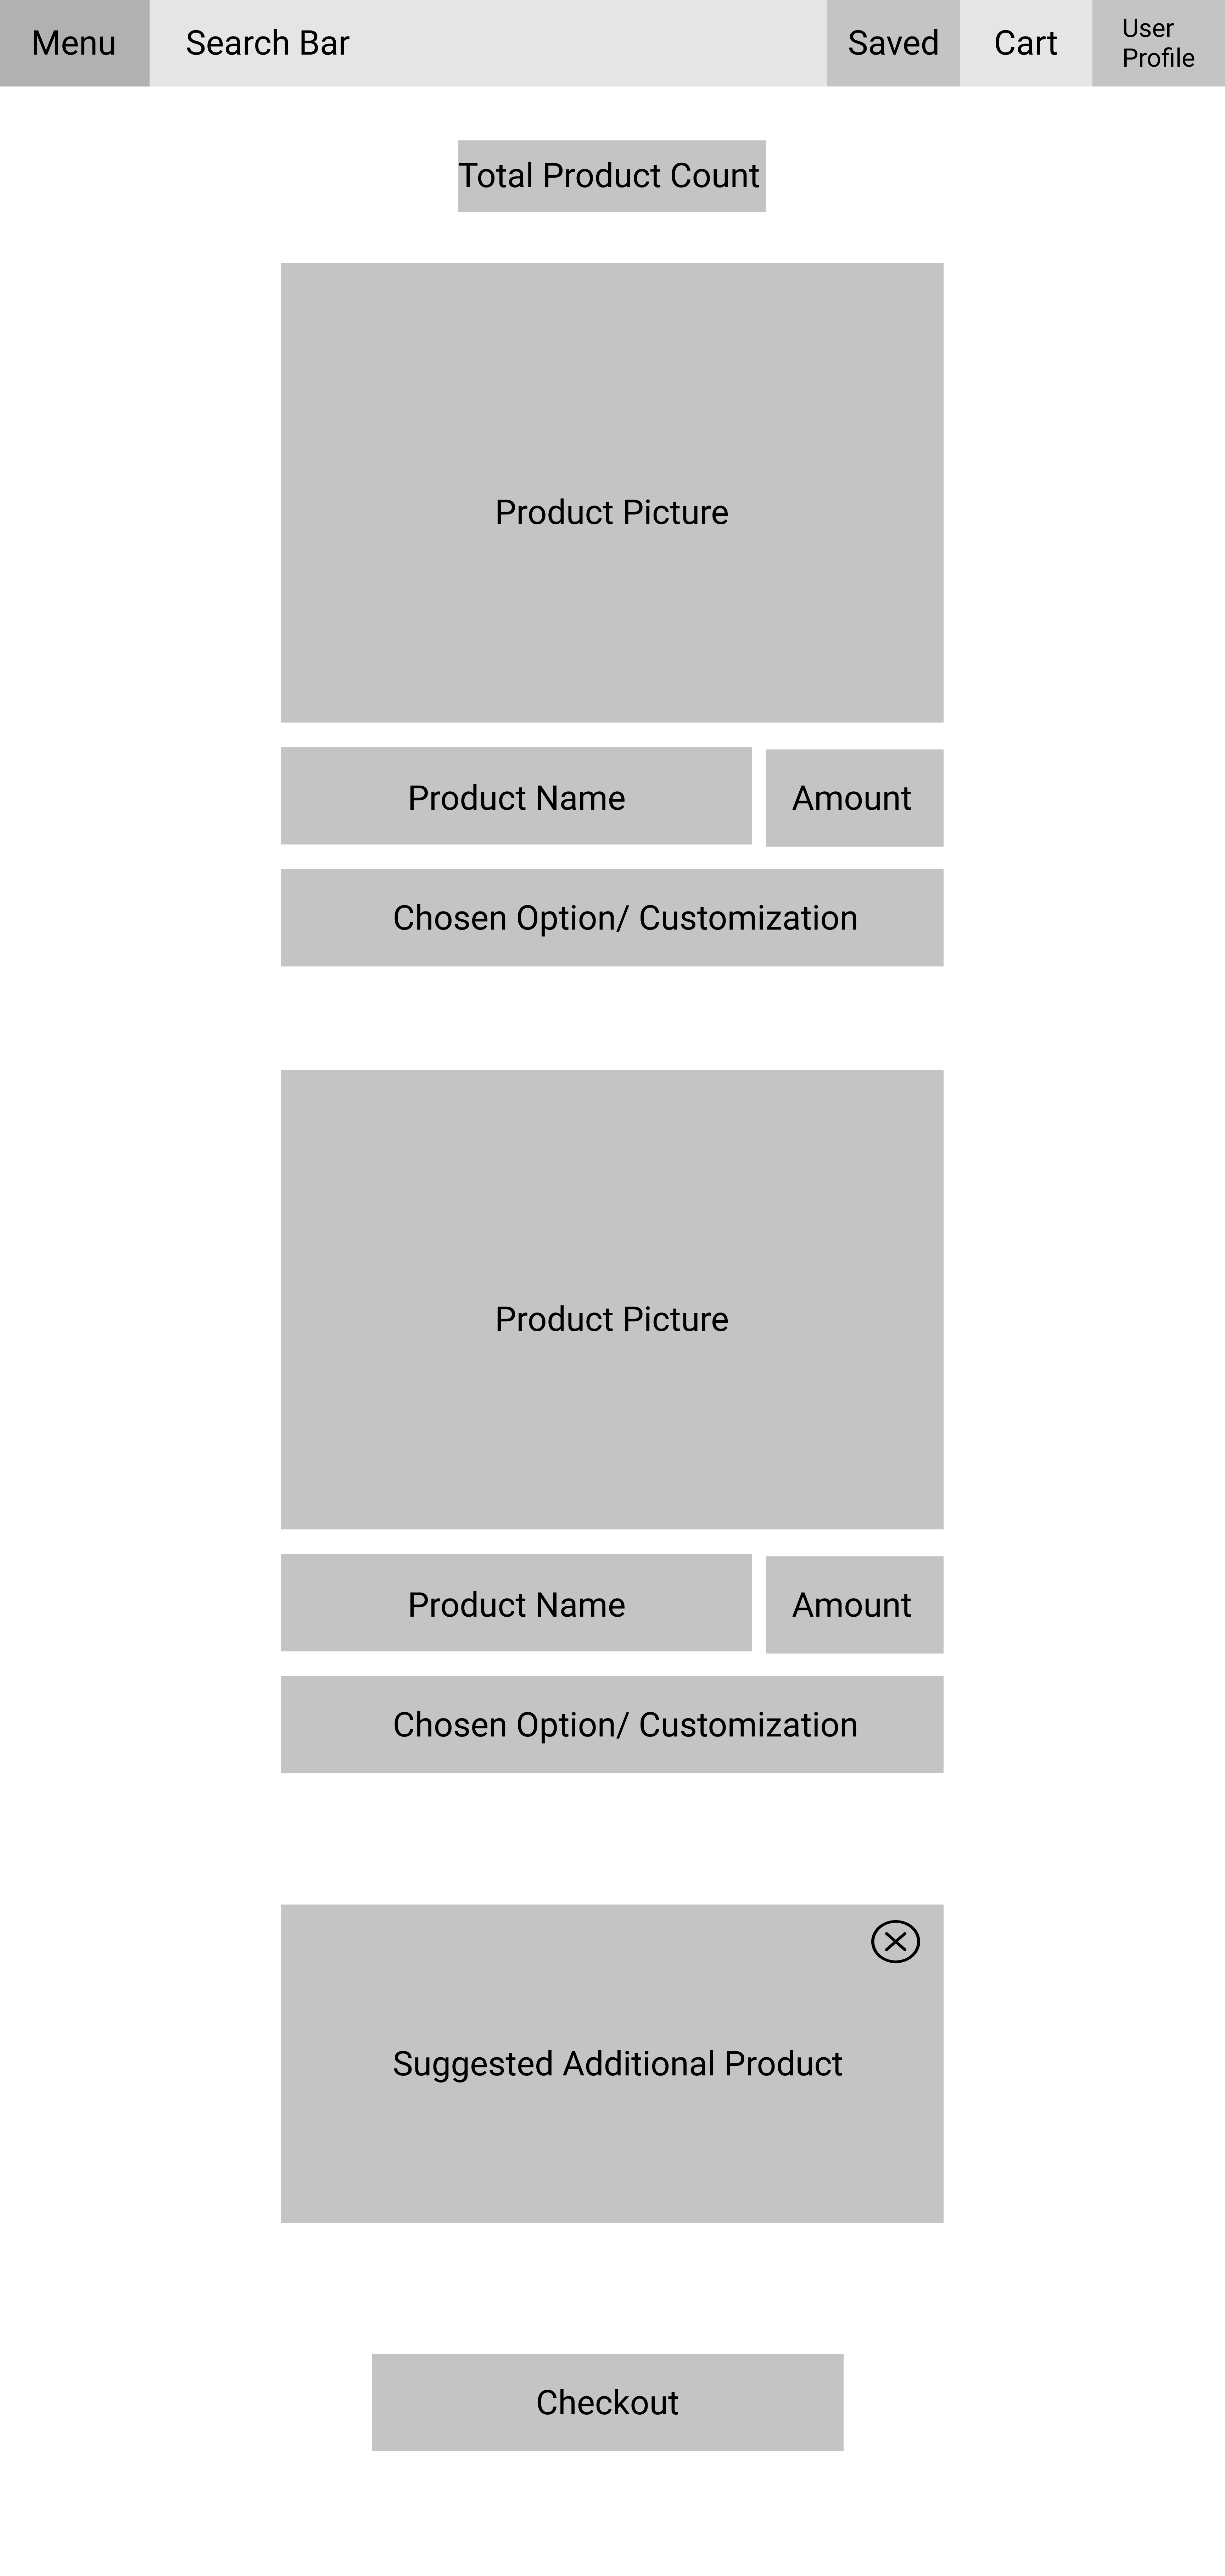 Menu
Search Bar
Saved
Cart
User
Profile
Total Product Count
Product Picture
Product Name
Amount
Chosen Option/ Customization
Product Picture
Product Name
Amount
Chosen Option/ Customization
Suggested Additional Product
Checkout